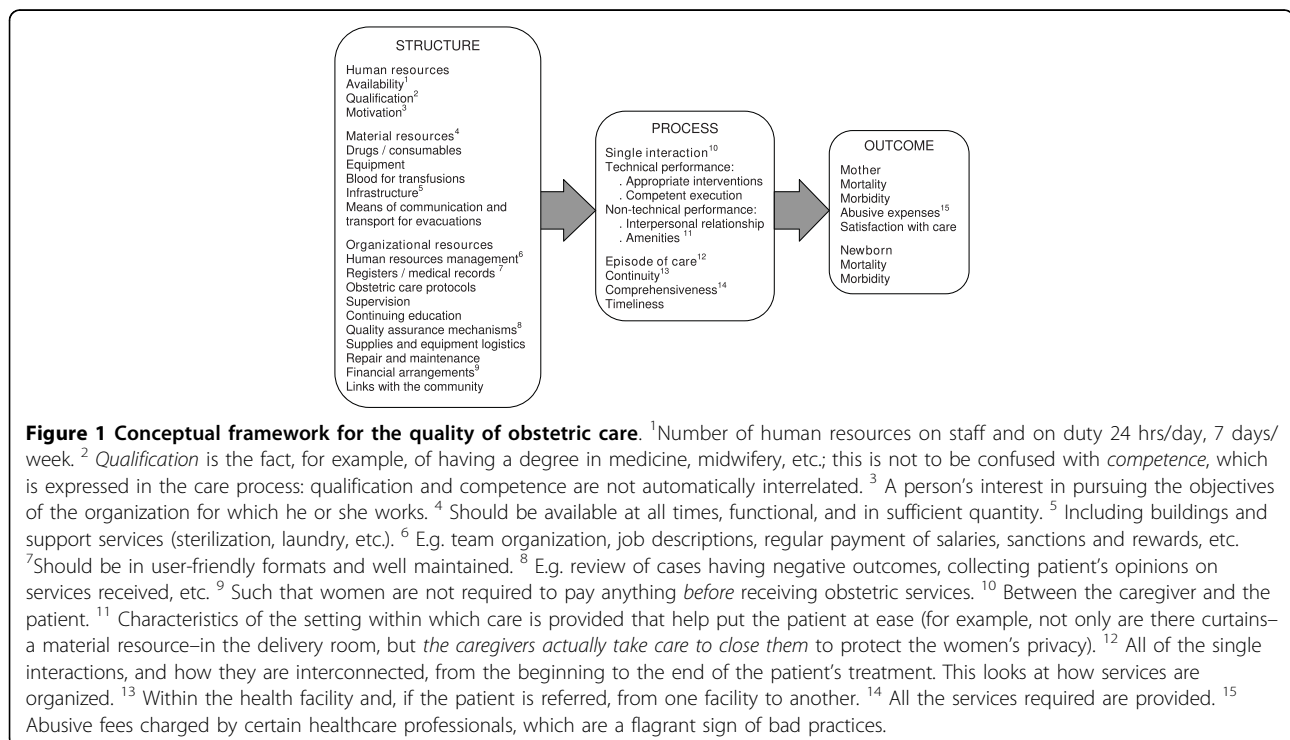 STRUCTURE
Human resources
Availability¹
Qualification²
Motivation³
Material resources⁴
Drugs / consumables
Equipment
Blood for transfusions
Infrastructure⁵
Means of communication and
transport for evacuations
Organizational resources
Human resources management⁶
Registers / medical records ⁷
Obstetric care protocols
Supervision
Continuing education
Quality assurance mechanisms⁸
Supplies and equipment logistics
Repair and maintenance
Financial arrangements⁹
Links with the community
PROCESS
Single interaction¹⁰
Technical performance:
. Appropriate interventions
. Competent execution
Non-technical performance:
. Interpersonal relationship
. Amenities ¹¹
Episode of care¹²
Continuity¹³
Comprehensiveness¹⁴
Timeliness
OUTCOME
Mother
Mortality
Morbidity
Abusive expenses¹⁵
Satisfaction with care
Newborn
Mortality
Morbidity
Figure 1 Conceptual framework for the quality of obstetric care. ¹Number of human resources on staff and on duty 24 hrs/day, 7 days/
week. ² Qualification is the fact, for example, of having a degree in medicine, midwifery, etc.; this is not to be confused with competence, which
is expressed in the care process: qualification and competence are not automatically interrelated. ³ A person's interest in pursuing the objectives
of the organization for which he or she works. ⁴ Should be available at all times, functional, and in sufficient quantity. ⁵ Including buildings and
support services (sterilization, laundry, etc.). ⁶ E.g. team organization, job descriptions, regular payment of salaries, sanctions and rewards, etc.
⁷Should be in user-friendly formats and well maintained. ⁸ E.g. review of cases having negative outcomes, collecting patient's opinions on
services received, etc. ⁹ Such that women are not required to pay anything before receiving obstetric services. ¹⁰ Between the caregiver and the
patient. ¹¹ Characteristics of the setting within which care is provided that help put the patient at ease (for example, not only are there curtains–
a material resource–in the delivery room, but the caregivers actually take care to close them to protect the women's privacy). ¹² All of the single
interactions, and how they are interconnected, from the beginning to the end of the patient's treatment. This looks at how services are
organized. ¹³ Within the health facility and, if the patient is referred, from one facility to another. ¹⁴ All the services required are provided. ¹⁵
Abusive fees charged by certain healthcare professionals, which are a flagrant sign of bad practices.